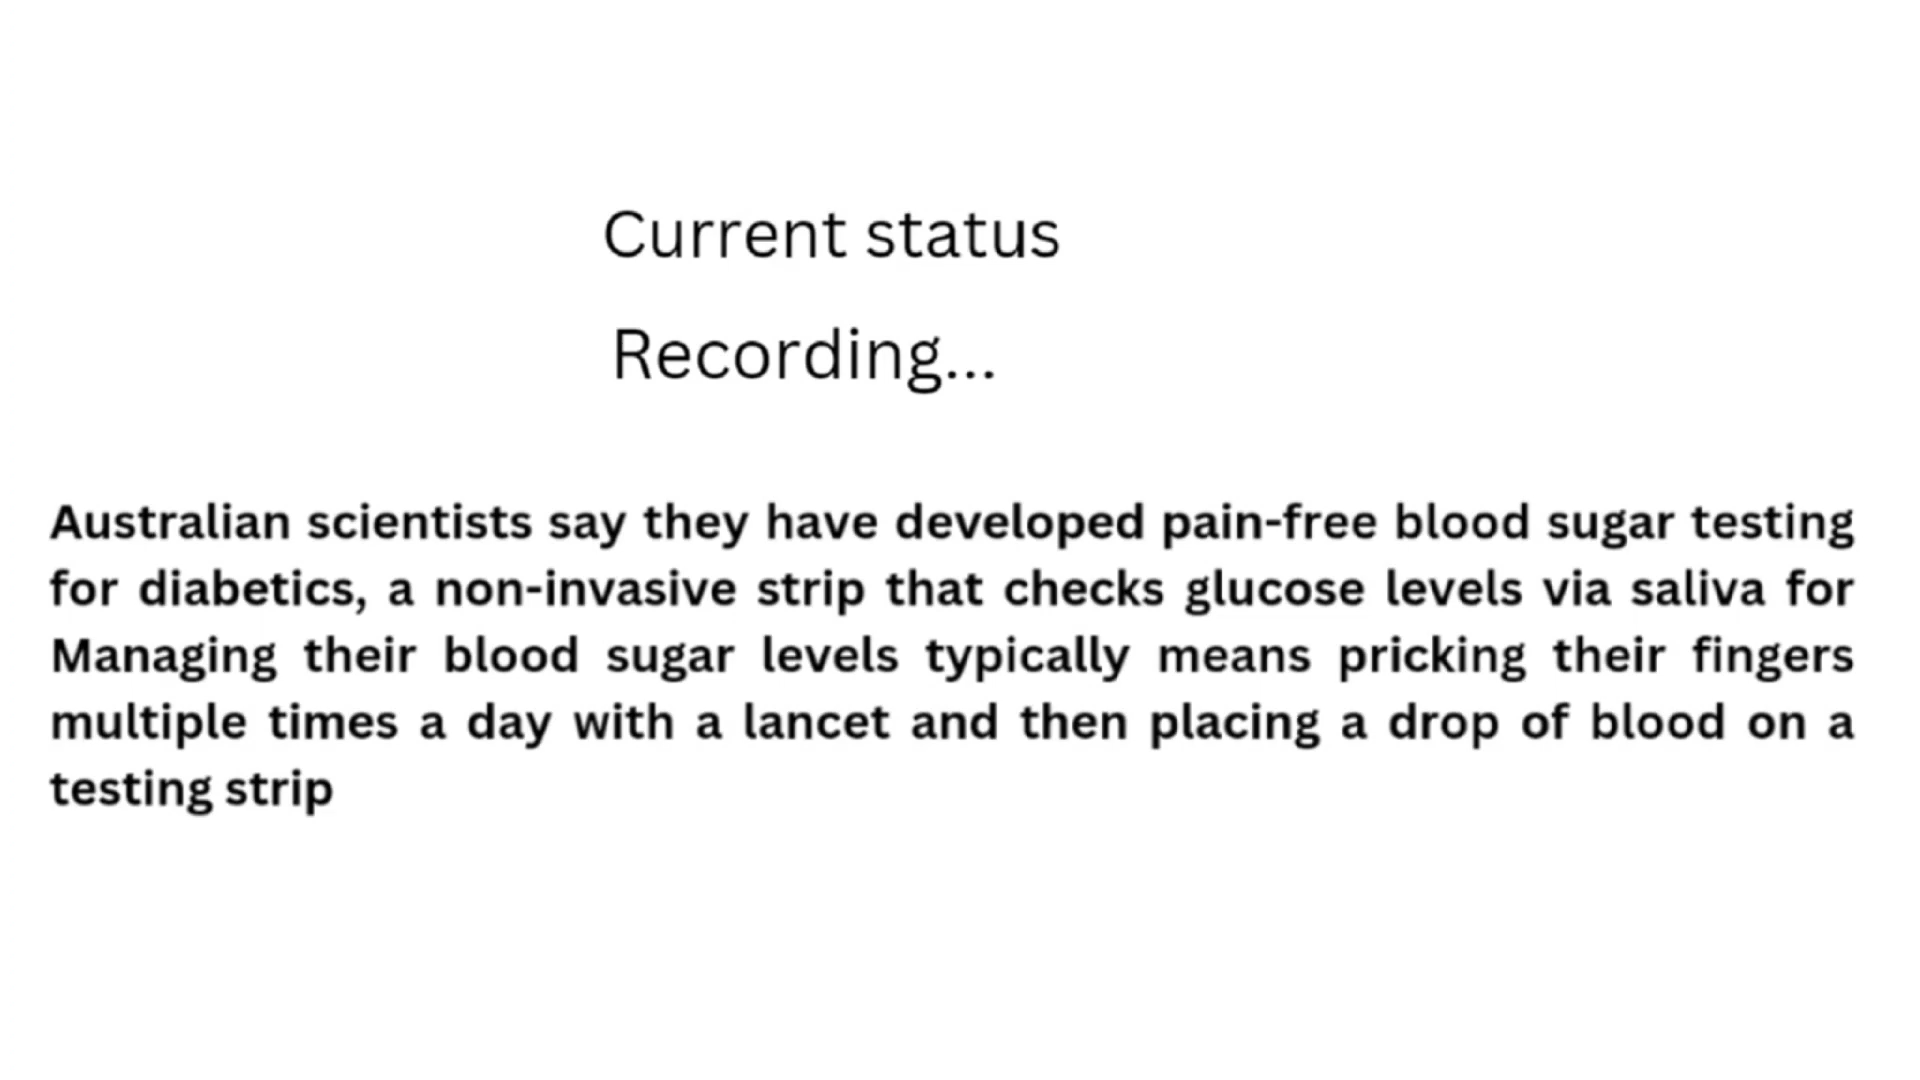 Current status
Recording...
Australian scientists say they have developed pain-free blood sugar testing
for diabetics, a non-invasive strip that checks glucose levels via saliva for
Managing their blood sugar levels typically means pricking their fingers
multiple times a day with a lancet and then placing a drop of blood on a
testing strip